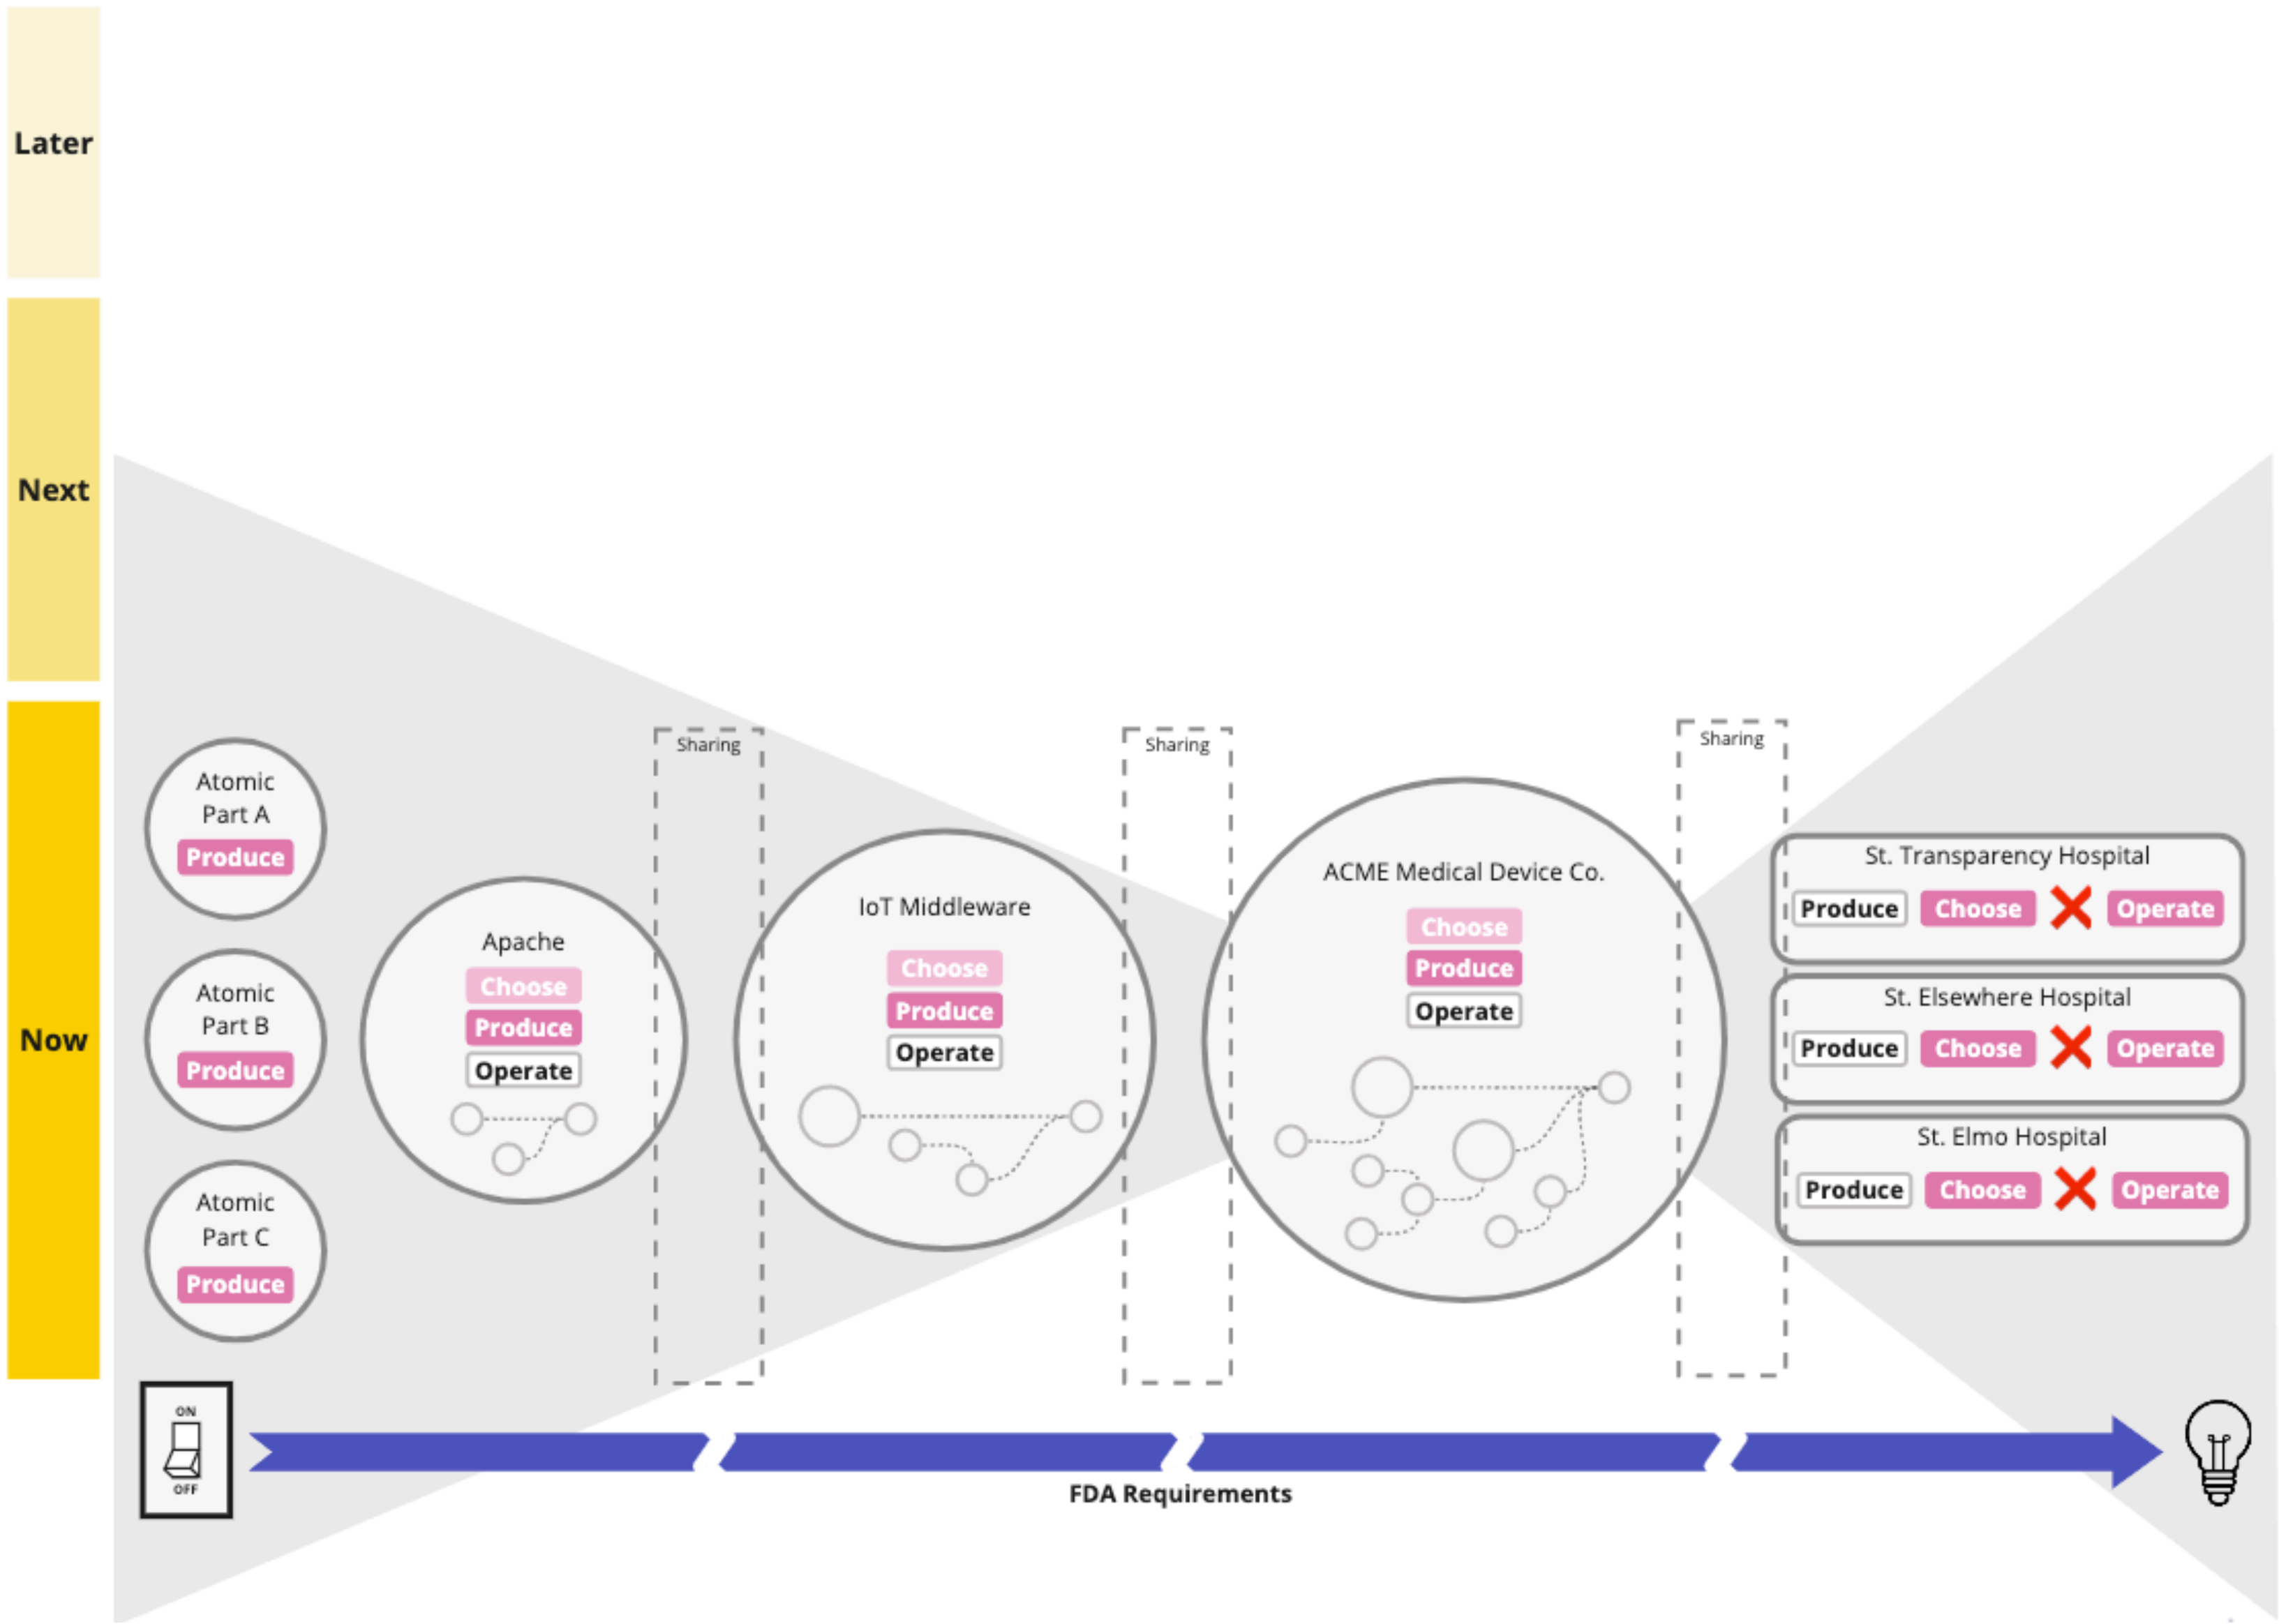 Later
Next
Now
Atomic
Part A
Produce
Atomic
Part B
Produce
Atomic
Part C
Produce
Apache
Choose
Produce
Operate
Sharing
IoT Middleware
Choose
Produce
Operate
Sharing
ACME Medical Device Co.
Choose
Produce
Operate
Sharing
St. Transparency Hospital
Produce Choose Operate
St. Elsewhere Hospital
Produce Choose Operate
St. Elmo Hospital
Produce Choose Operate
ON
OFF
FDA Requirements